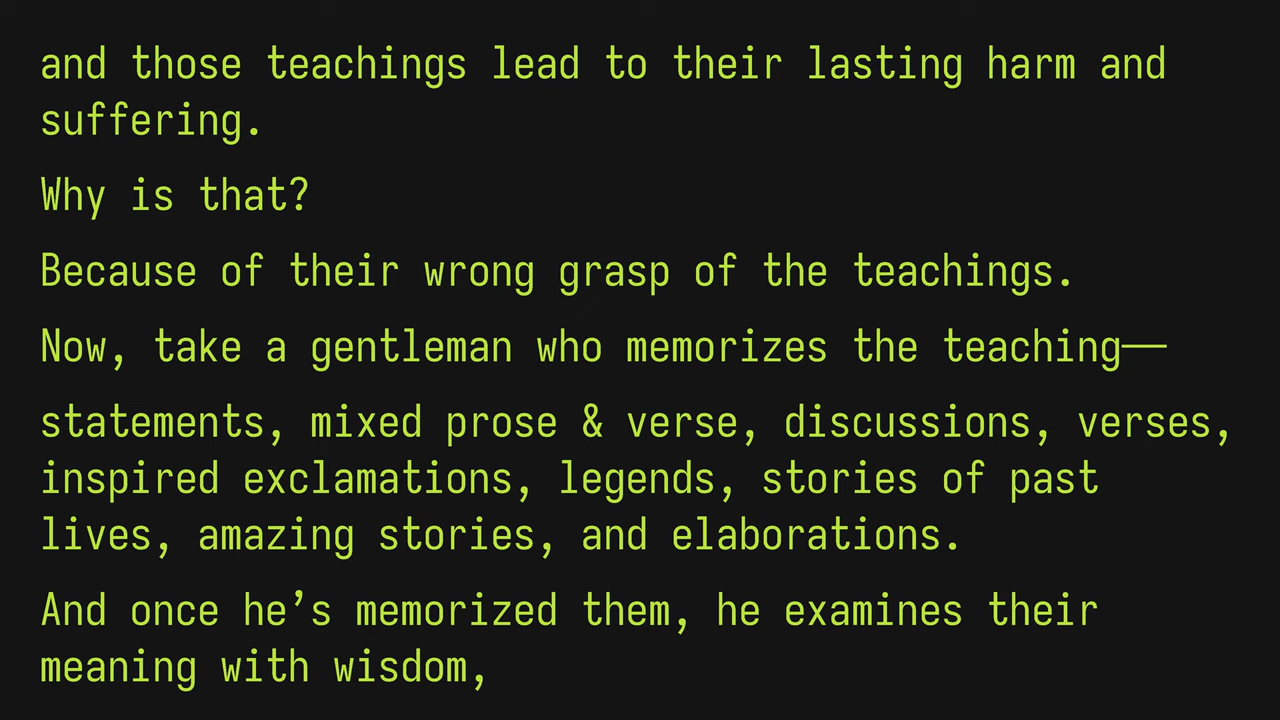 and those teachings lead to their lasting harm and
suffering.
Why is that?
Because of their wrong grasp of the teachings.
Now, take a gentleman who memorizes the teaching—
statements, mixed prose & verse, discussions, verses,
inspired exclamations, legends, stories of past
lives, amazing stories, and elaborations.
And once he’s memorized them, he examines their
meaning with wisdom,